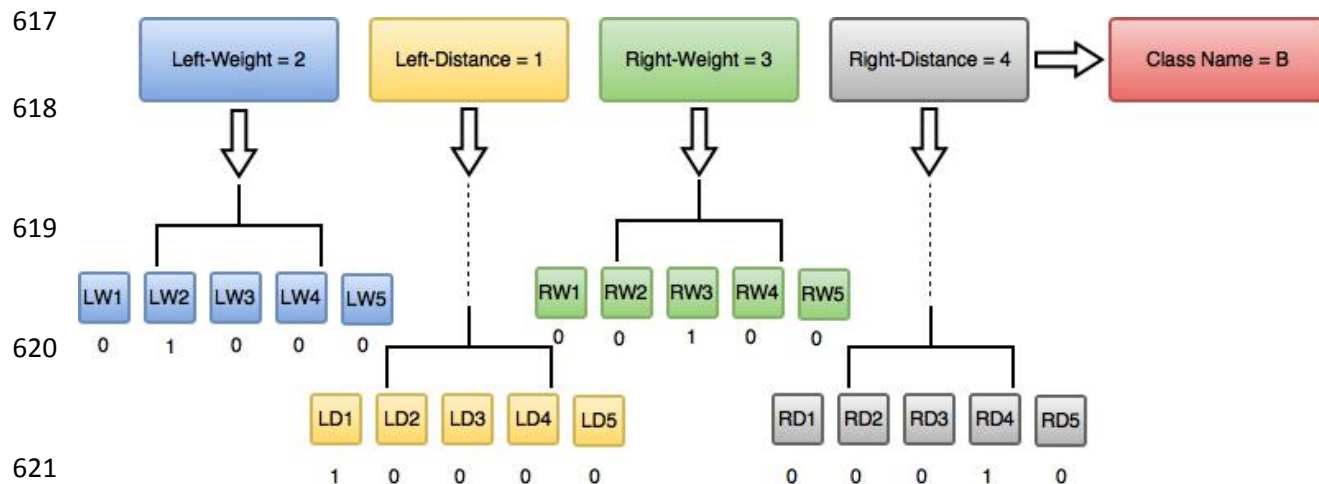 617
Left-Weight = 2 Left-Distance = 1 Right-Weight = 3 Right-Distance = 4 Class Name = B
618
619
LW1 LW2 LW3 LW4 LW5 RW1 RW2 RW3 RW4 RW5
0 1 0 0 0 0 0 1 0 0
620
LD1 LD2 LD3 LD4 LD5 RD1 RD2 RD3 RD4 RD5
621
1 0 0 0 0 0 0 0 1 0